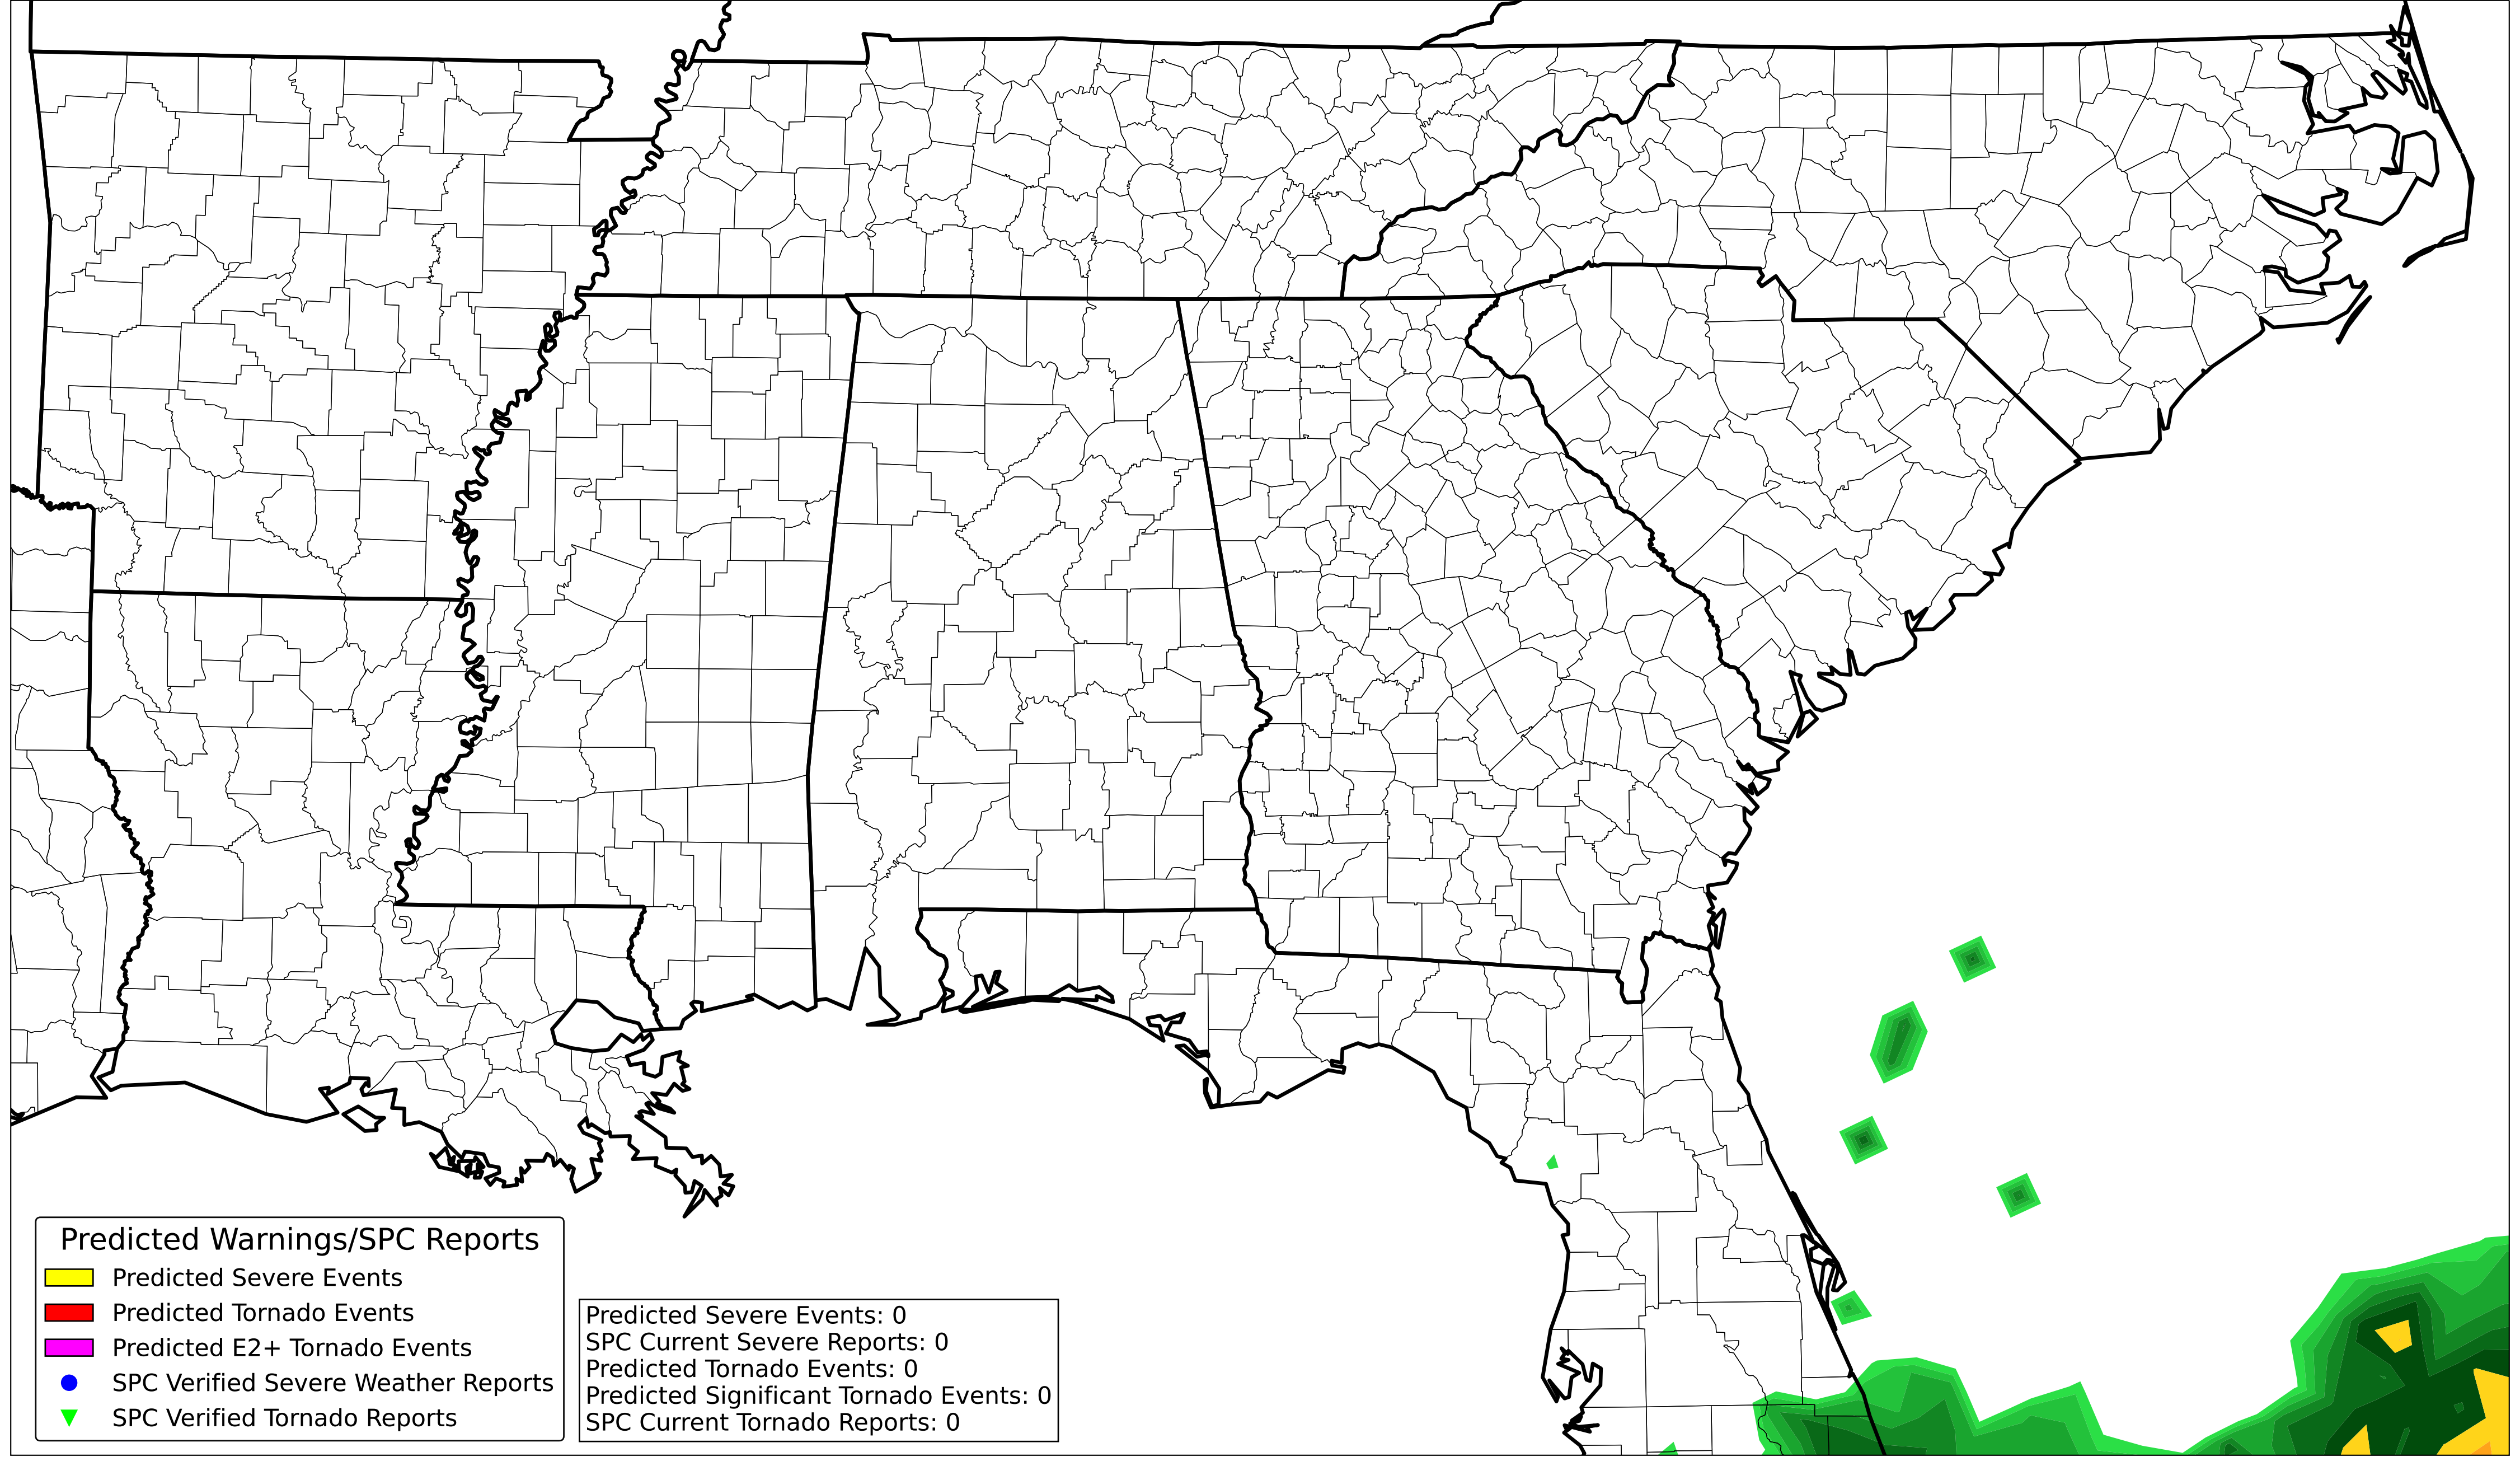 Predicted Warnings/SPC Reports
Predicted Severe Events
Predicted Tornado Events
Predicted E2+ Tornado Events
SPC Verified Severe Weather Reports
SPC Verified Tornado Reports
Predicted Severe Events: 0
SPC Current Severe Reports: 0
Predicted Tornado Events: 0
Predicted Significant Tornado Events: 0
SPC Current Tornado Reports: 0